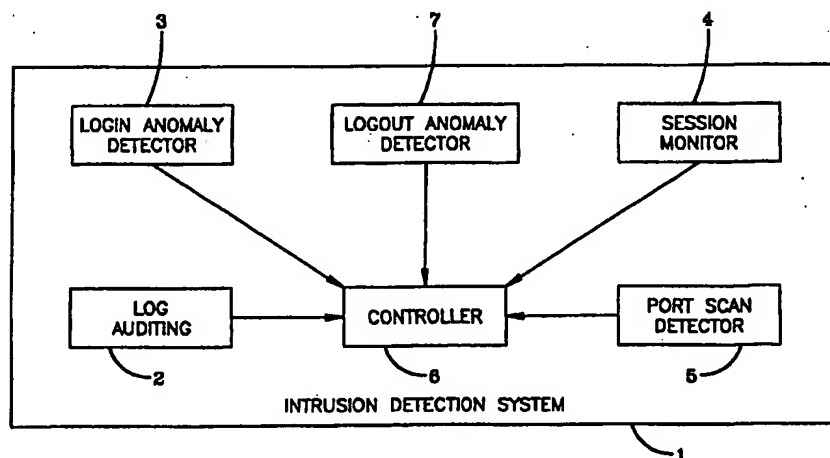 3
7
4
LOGIN ANOMALY
DETECTOR
LOGOUT ANOMALY
DETECTOR
SESSION
MONITOR
LOG
AUDITING
CONTROLLER
PORT SCAN
DETECTOR
2
6
5
INTRUSION DETECTION SYSTEM
1